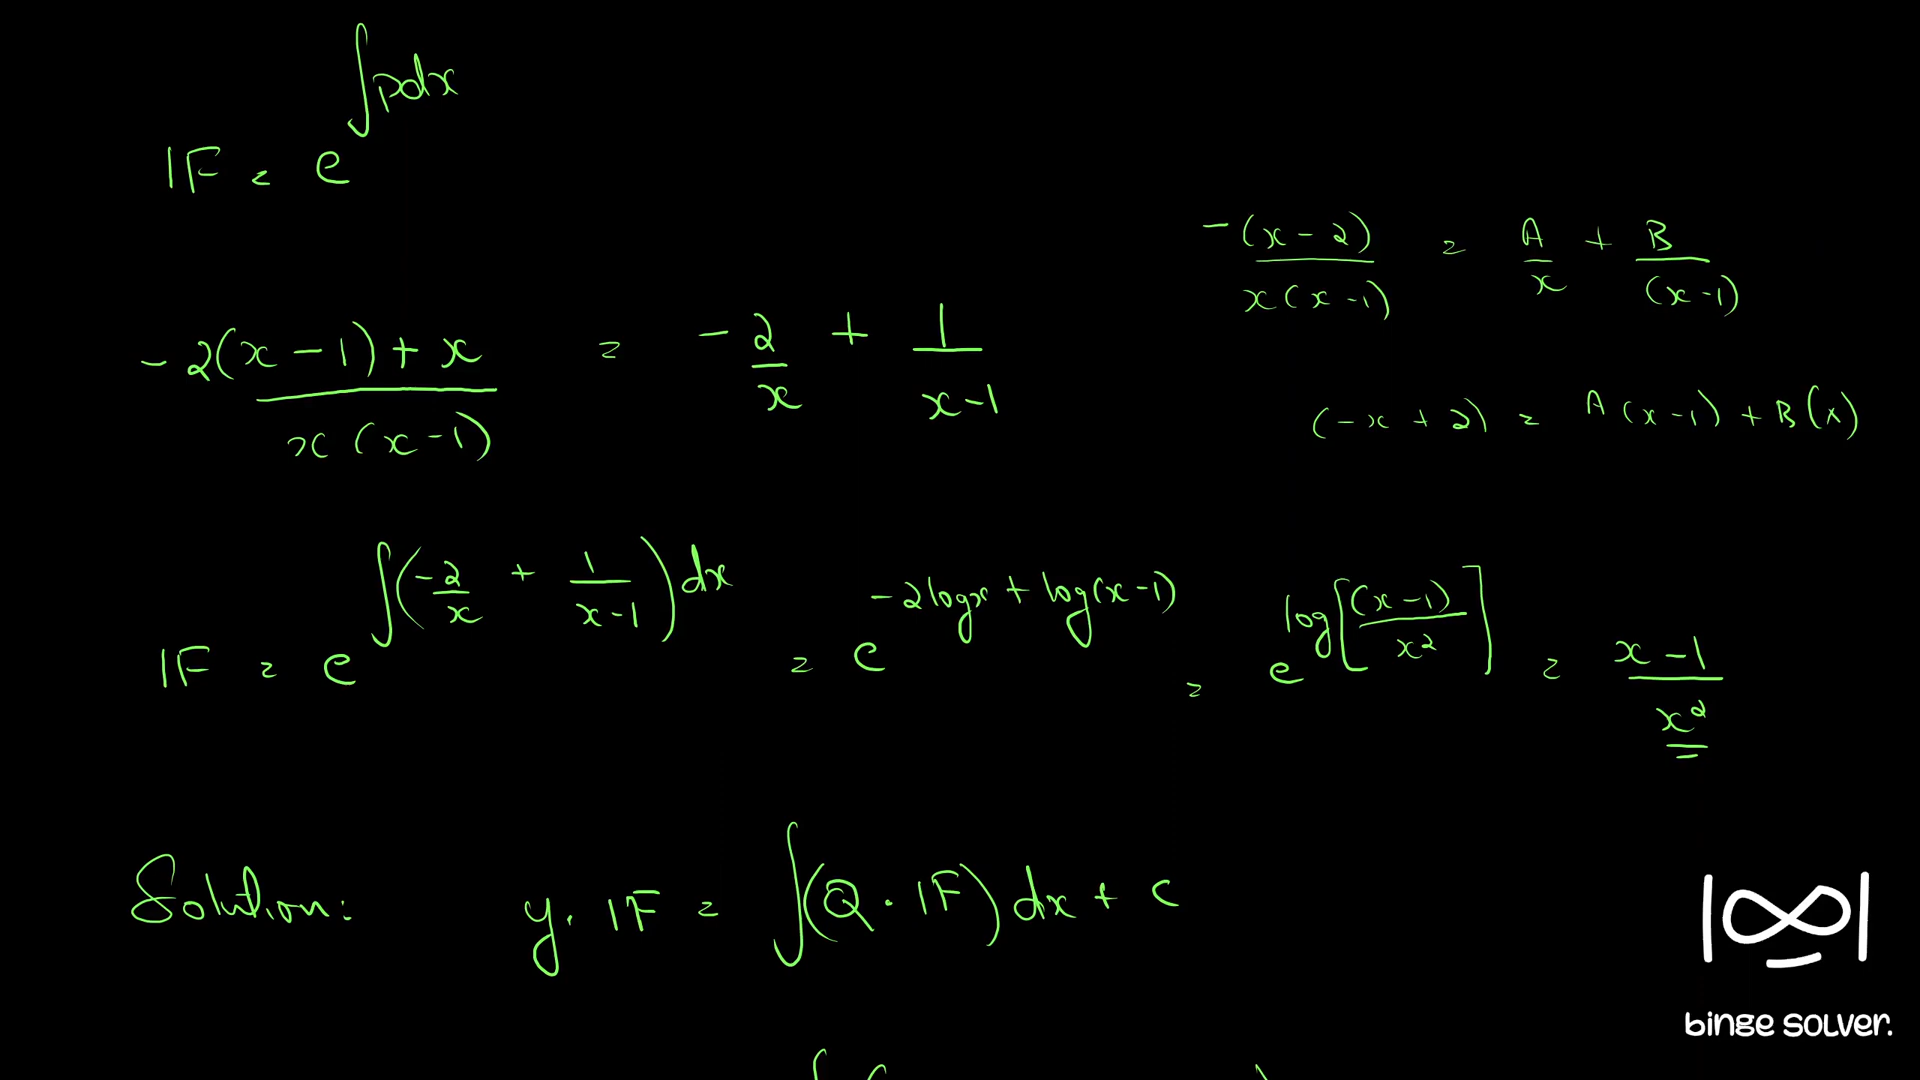 IF = e^{∫pdx}
-(x-2)/x(x-1) = A/x + B/(x-1)
-2(x-1)+x/x(x-1) = -2/x + 1/x-1
(-x+2) = A(x-1)+B(x)
IF = e^{∫(-2/x + 1/x-1)dx} = e^{-2logx+log(x-1)} = e^{log[(x-1)/x²]} = x-1/x²
Solution: y. IF = ∫(Q . IF)dx + c
binge solver.